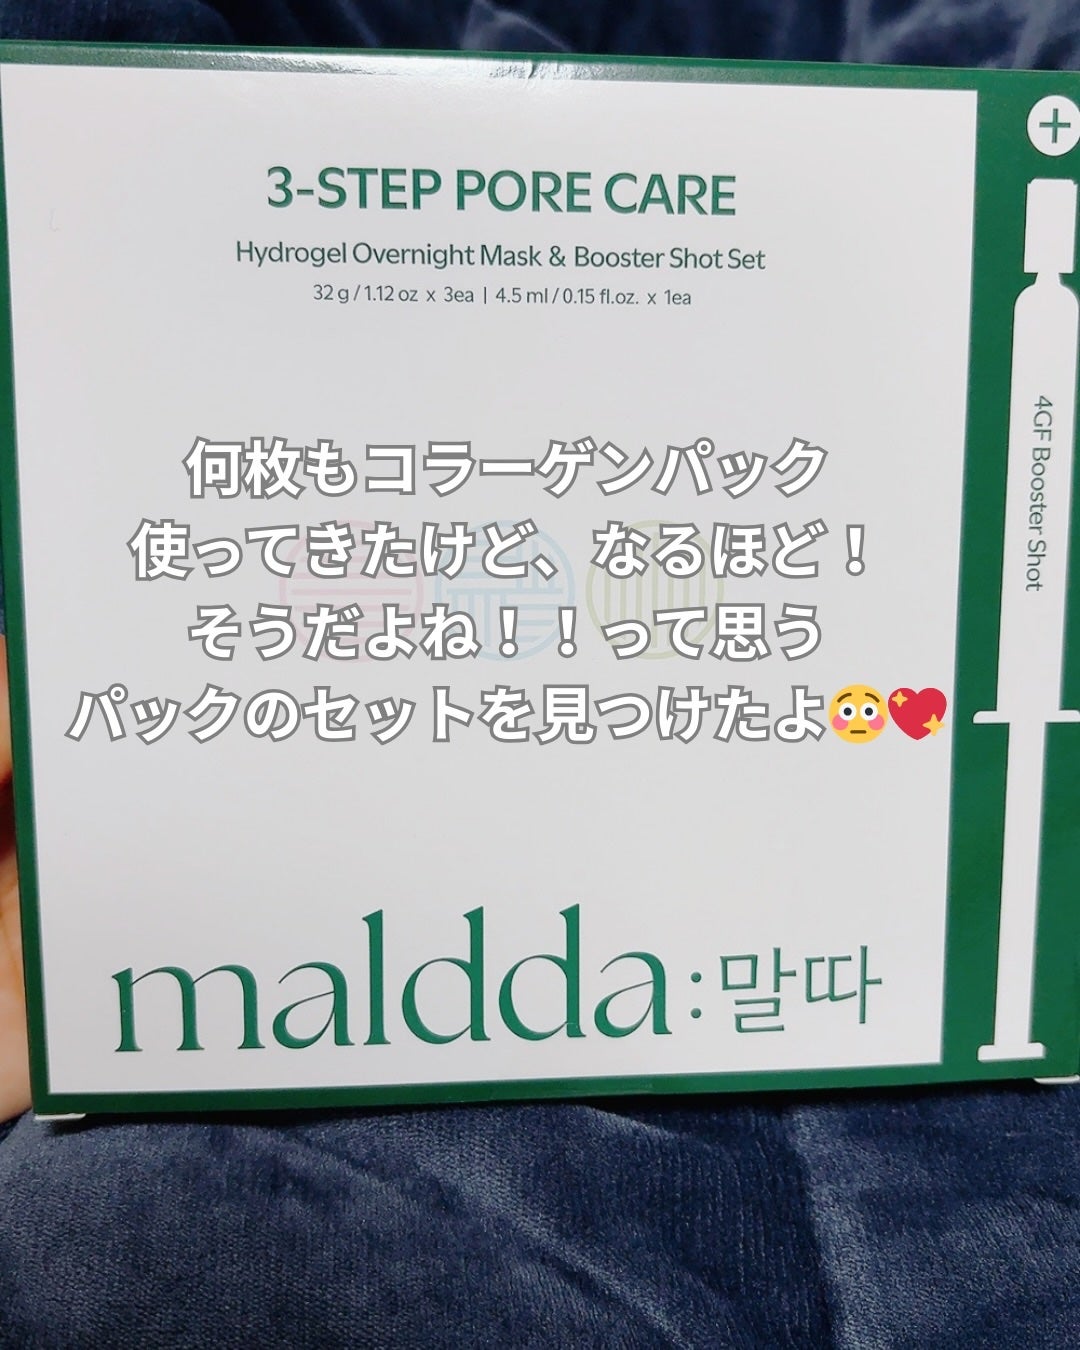 3-STEP PORE CARE
Hydrogel Overnight Mask & Booster Shot Set
32 g / 1.12 oz x 3ea | 4.5 ml / 0.15 fl.oz. x 1ea
何枚もコラーゲンパック
使ってきたけど、なるほど！
そうだよね！！って思う
パックのセットを見つけたよ😳💖
maldda:말따
+
4GF Booster Shot